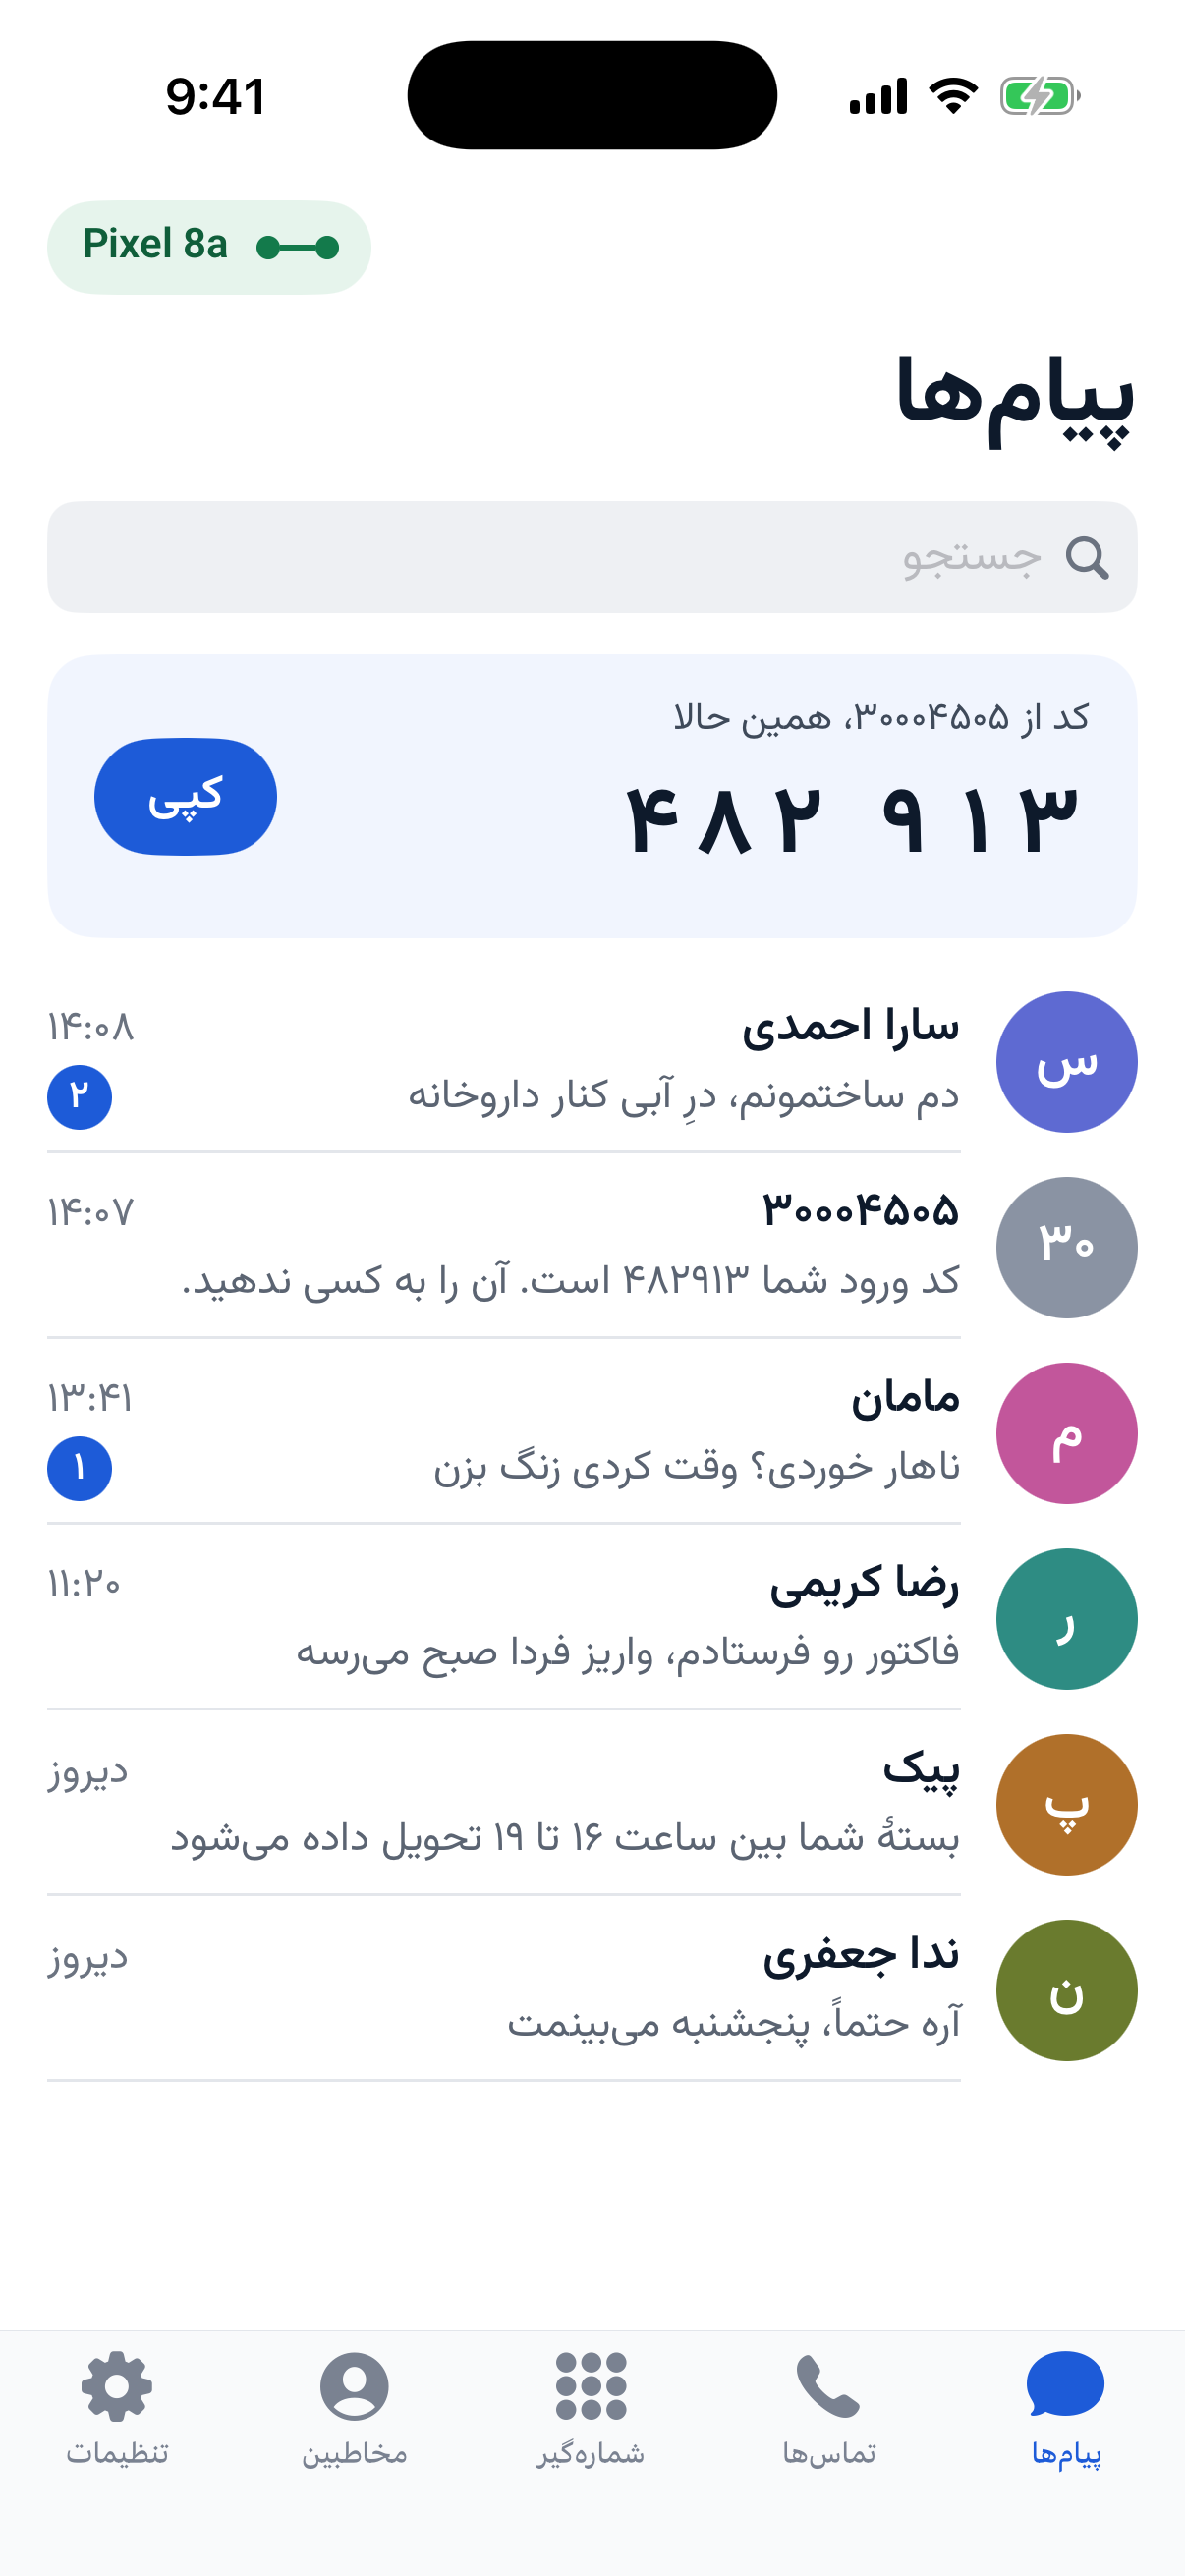 9:41
Pixel 8a
پیام‌ها
جستجو
کد از ۳۰۰۰۴۵۰۵، همین حالا
۴۸۲ ۹۱۳
کپی
س
سارا احمدی
۱۴:۰۸
دم ساختمونم، درِ آبی کنار داروخانه
۲
۳۰
۳۰۰۰۴۵۰۵
۱۴:۰۷
کد ورود شما ۴۸۲۹۱۳ است. آن را به کسی ندهید.
م
مامان
۱۳:۴۱
ناهار خوردی؟ وقت کردی زنگ بزن
۱
ر
رضا کریمی
۱۱:۲۰
فاکتور رو فرستادم، واریز فردا صبح می‌رسه
پ
پیک
دیروز
بستهٔ شما بین ساعت ۱۶ تا ۱۹ تحویل داده می‌شود
ن
ندا جعفری
دیروز
آره حتماً، پنجشنبه می‌بینمت
پیام‌ها
تماس‌ها
شماره‌گیر
مخاطبین
تنظیمات